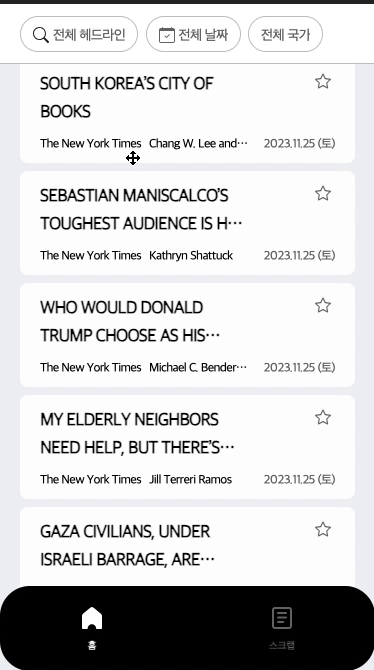 전체 헤드라인 전체 날짜 전체 국가
SOUTH KOREA'S CITY OF
BOOKS
The New York Times Chang W. Lee and… 2023.11.25 (토)
SEBASTIAN MANISCALCO'S
TOUGHEST AUDIENCE IS H…
The New York Times Kathryn Shattuck 2023.11.25 (토)
WHO WOULD DONALD
TRUMP CHOOSE AS HIS…
The New York Times Michael C. Bender… 2023.11.25 (토)
MY ELDERLY NEIGHBORS
NEED HELP, BUT THERE'S…
The New York Times Jill Terreri Ramos 2023.11.25 (토)
GAZA CIVILIANS, UNDER
ISRAELI BARRAGE, ARE…
홈 스크랩